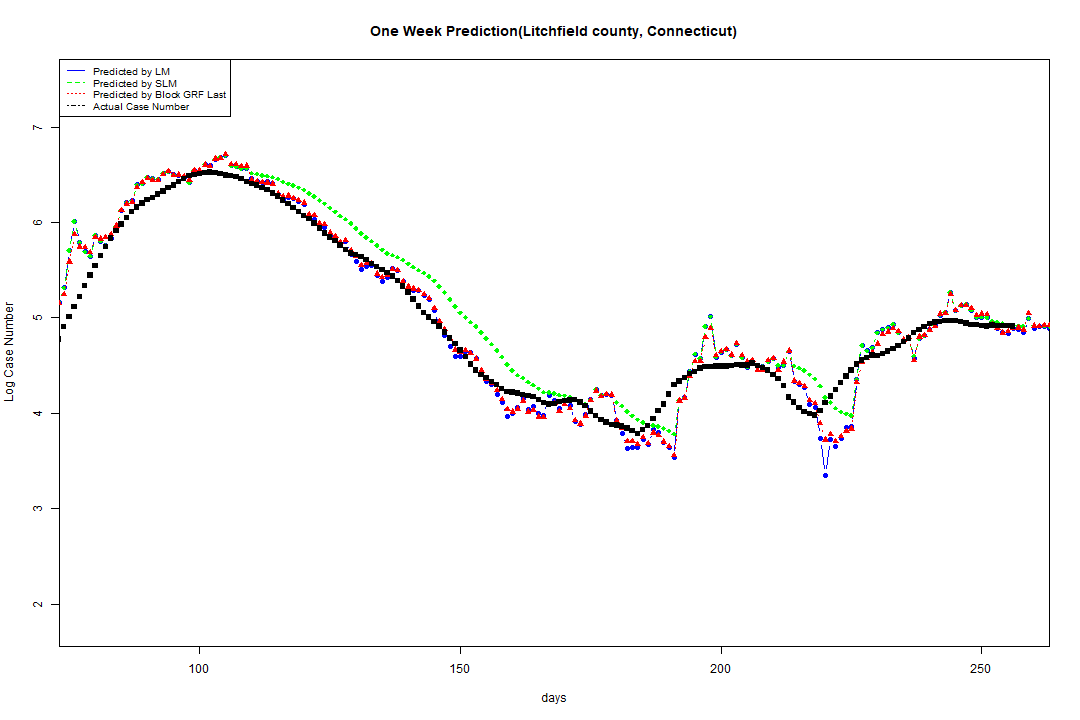 One Week Prediction(Litchfield county, Connecticut)
Predicted by LM
Predicted by SLM
Predicted by Block GRF Last
Actual Case Number
7
6
5
4
3
2
Log Case Number
100 150 200 250
days